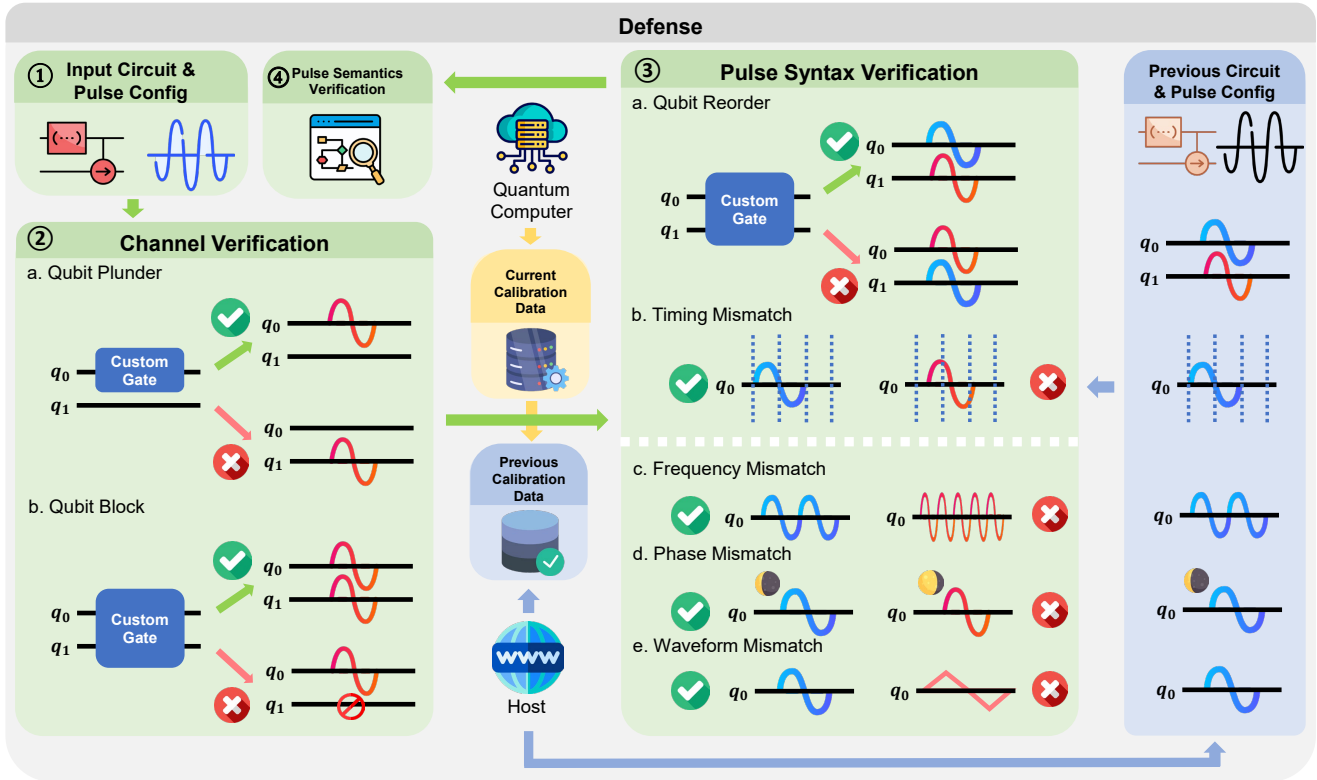 Defense
①
Input Circuit &
Pulse Config
(···)
④
Pulse Semantics
Verification
②
Channel Verification
a. Qubit Plunder
q0
q1
Custom
Gate
q0
q1
q0
q1
b. Qubit Block
q0
q1
Custom
Gate
q0
q1
q0
q1
Quantum
Computer
Current
Calibration
Data
Previous
Calibration
Data
www
Host
③
Pulse Syntax Verification
a. Qubit Reorder
q0
q1
Custom
Gate
q0
q1
q0
q1
b. Timing Mismatch
q0
q0
c. Frequency Mismatch
q0
q0
d. Phase Mismatch
q0
q0
e. Waveform Mismatch
q0
q0
Previous Circuit
& Pulse Config
(···)
q0
q1
q0
q0
q0
q0